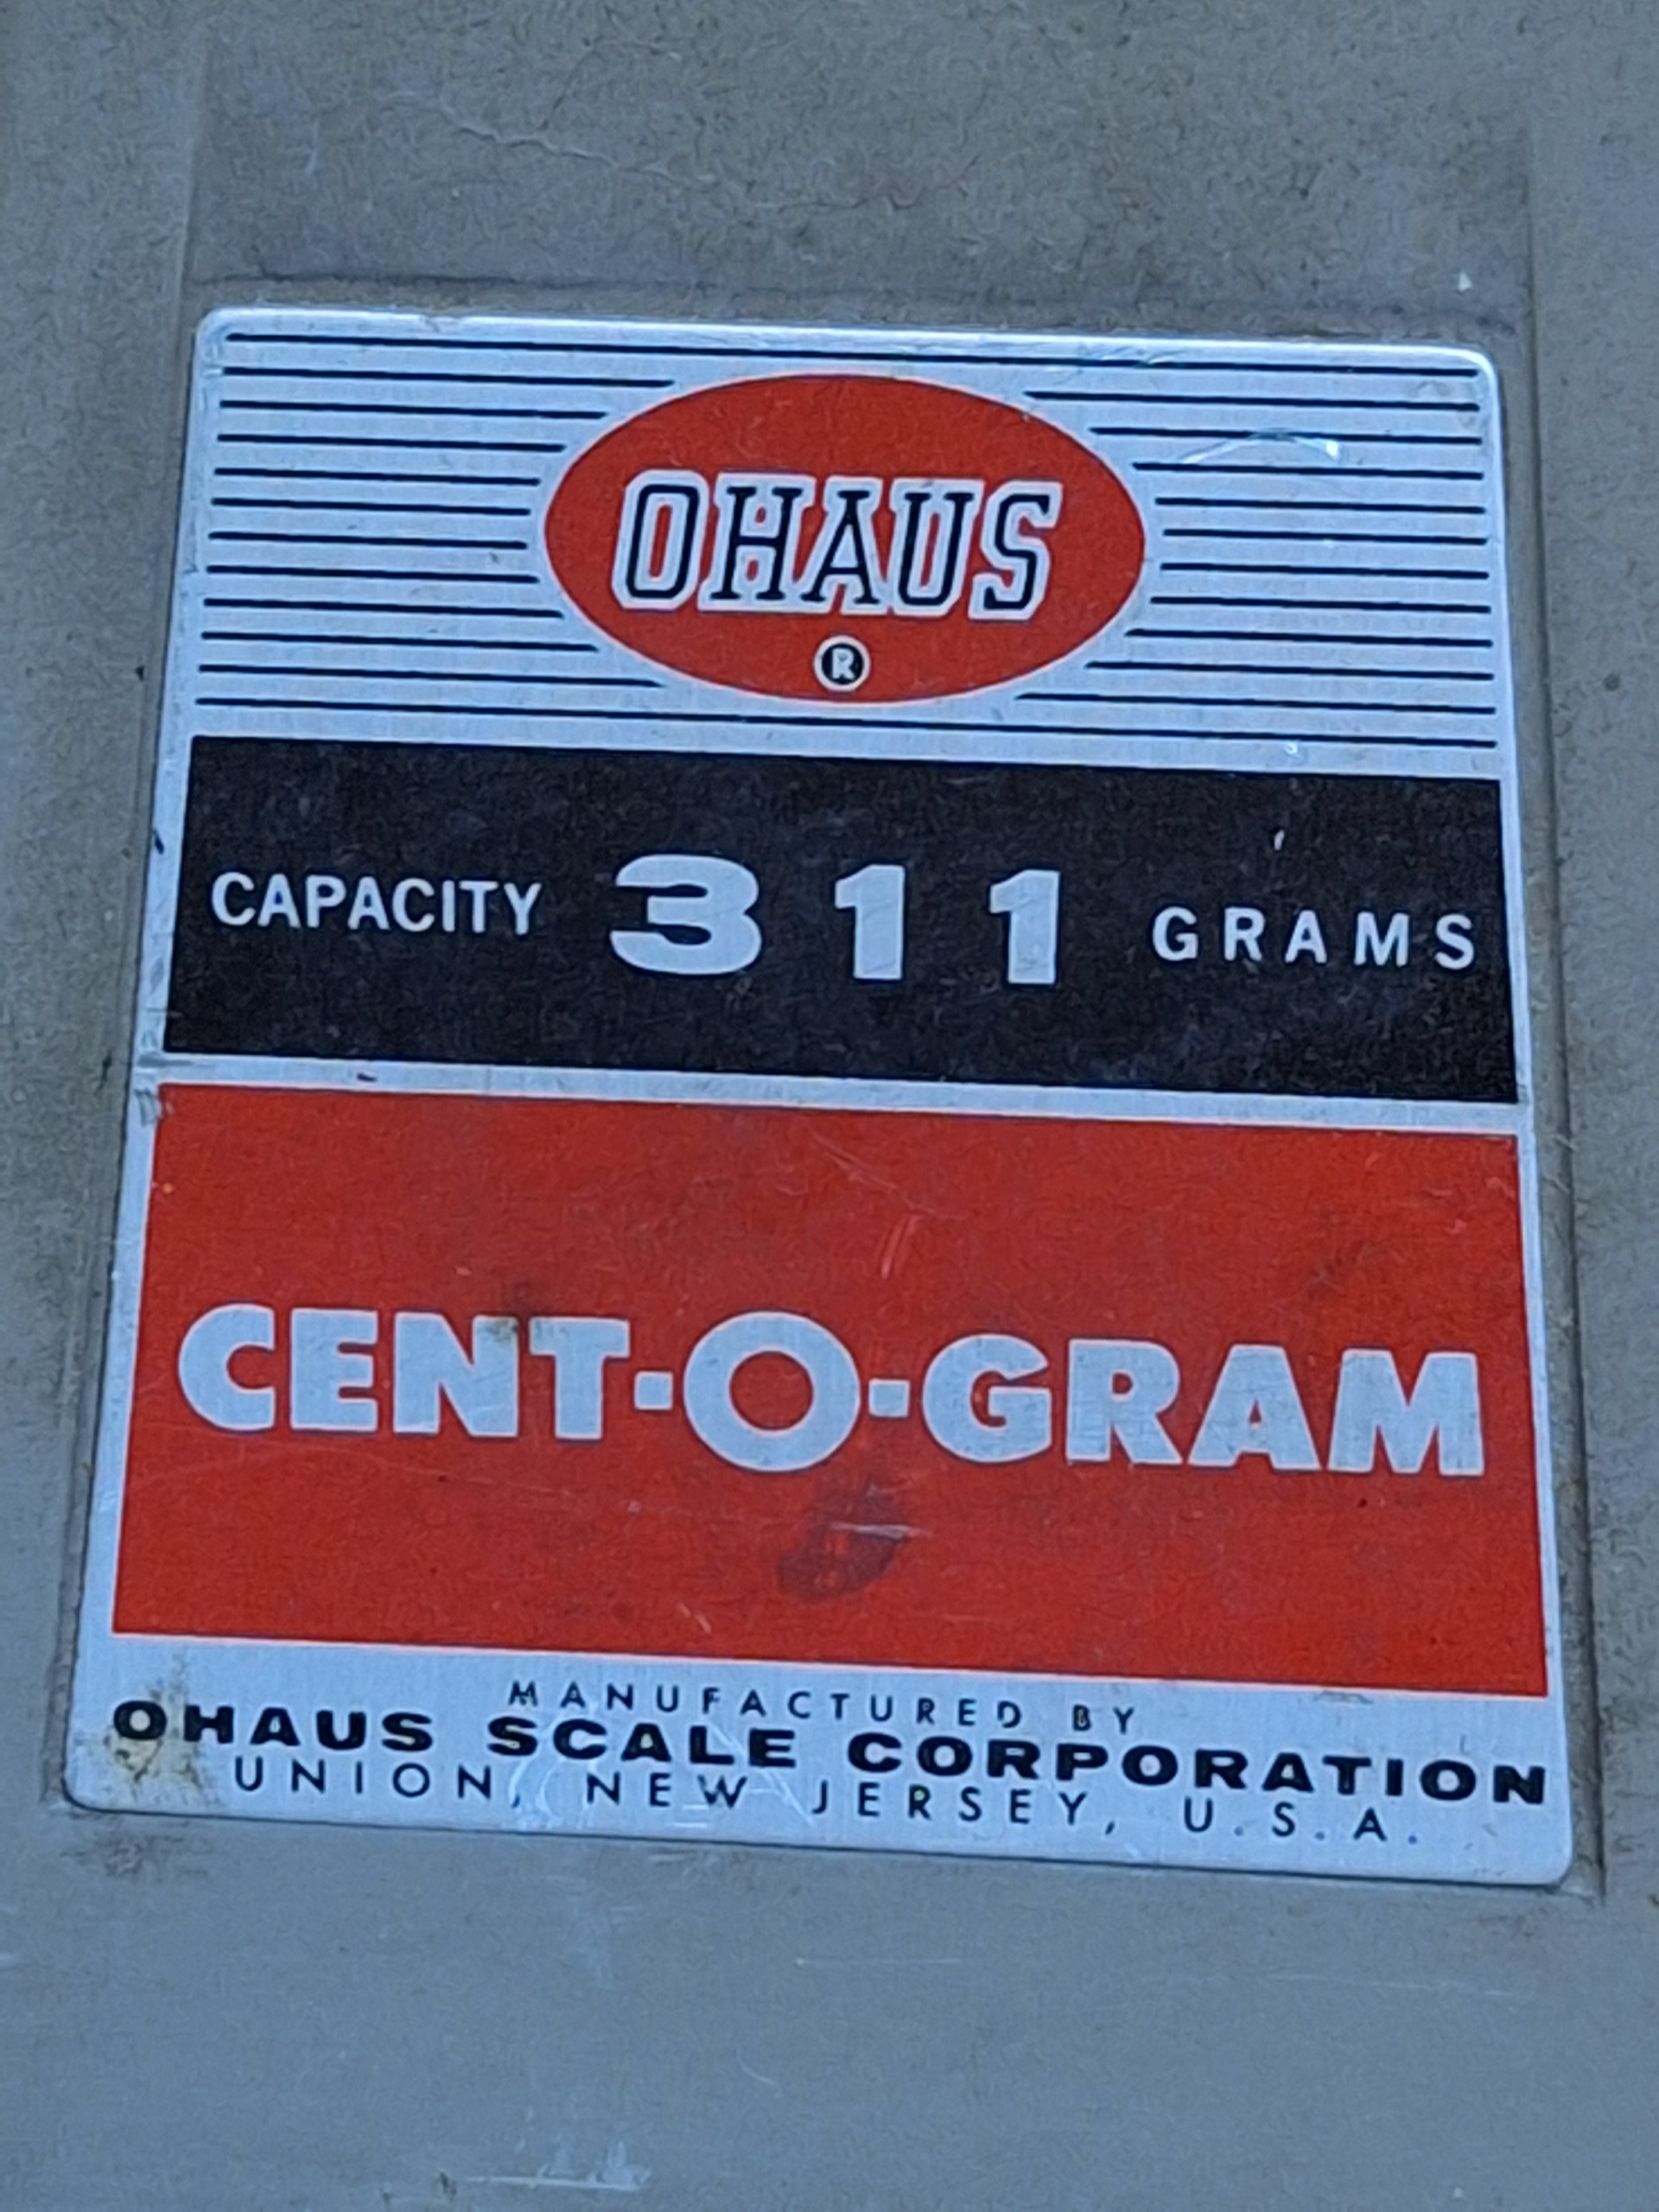 OHAUS
®
CAPACITY 311 GRAMS
CENT-O-GRAM
MANUFACTURED BY
OHAUS SCALE CORPORATION
UNION, NEW JERSEY, U.S.A.